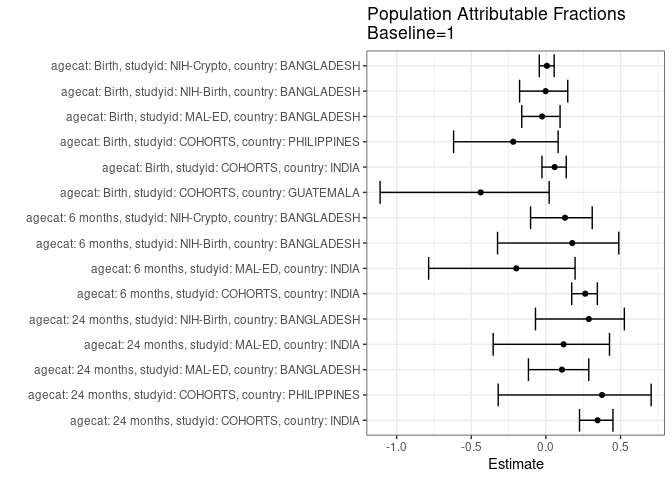 Population Attributable Fractions
Baseline=1
agecat: Birth, studyid: NIH-Crypto, country: BANGLADESH
agecat: Birth, studyid: NIH-Birth, country: BANGLADESH
agecat: Birth, studyid: MAL-ED, country: BANGLADESH
agecat: Birth, studyid: COHORTS, country: PHILIPPINES
agecat: Birth, studyid: COHORTS, country: INDIA
agecat: Birth, studyid: COHORTS, country: GUATEMALA
agecat: 6 months, studyid: NIH-Crypto, country: BANGLADESH
agecat: 6 months, studyid: NIH-Birth, country: BANGLADESH
agecat: 6 months, studyid: MAL-ED, country: INDIA
agecat: 6 months, studyid: COHORTS, country: INDIA
agecat: 24 months, studyid: NIH-Birth, country: BANGLADESH
agecat: 24 months, studyid: MAL-ED, country: INDIA
agecat: 24 months, studyid: MAL-ED, country: BANGLADESH
agecat: 24 months, studyid: COHORTS, country: PHILIPPINES
agecat: 24 months, studyid: COHORTS, country: INDIA
-1.0 -0.5 0.0 0.5
Estimate